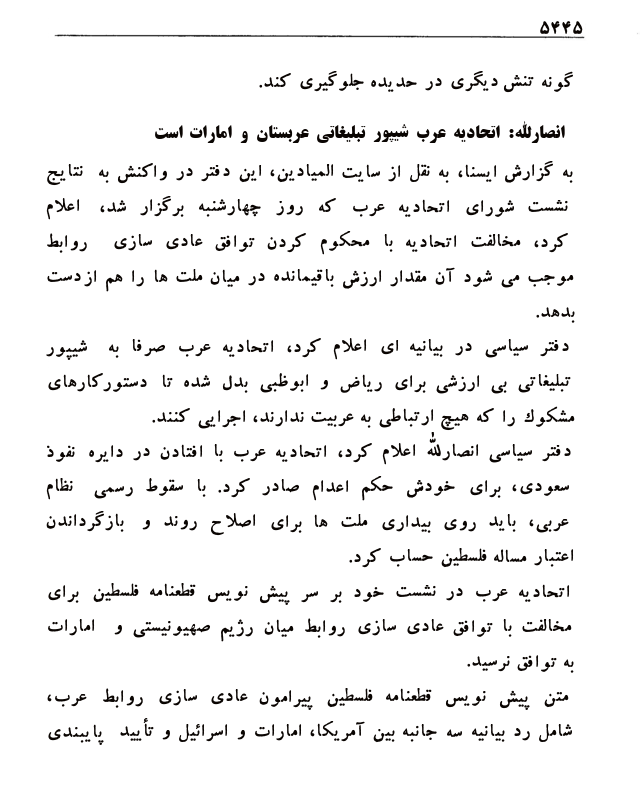 ۵۴۴۵
گونه تنش دیگری در حدیده جلوگیری کند.
انصارلله: اتحادیه عرب شیپور تبلیغاتی عربستان و امارات است
به گزارش ایسنا، به نقل از سایت المیادین، این دفتر در واکنش به نتایج
نشست شورای اتحادیه عرب که روز چهارشنبه برگزار شد، اعلام
کرد، مخالفت اتحادیه با محکوم کردن توافق عادی سازی روابط
موجب می شود آن مقدار ارزش باقیمانده در میان ملت ها را هم از دست
بدهد.
دفتر سیاسی در بیانیه ای اعلام کرد، اتحادیه عرب صرفا به شیپور
تبلیغاتی بی ارزشی برای ریاض و ابوظبی بدل شده تا دستورکارهای
مشکوك را که هیچ ارتباطی به عربیت ندارند، اجرایی کنند.
دفتر سیاسی انصارلله اعلام کرد، اتحادیه عرب با افتادن در دایره نفوذ
سعودی، برای خودش حکم اعدام صادر کرد. با سقوط رسمی نظام
عربی، باید روی بیداری ملت ها برای اصلاح روند و بازگرداندن
اعتبار مساله فلسطین حساب کرد.
اتحادیه عرب در نشست خود بر سر پیش نویس قطعنامه فلسطین برای
مخالفت با توافق عادی سازی روابط میان رژیم صهیونیستی و امارات
به توافق نرسید.
متن پیش نویس قطعنامه فلسطین پیرامون عادی سازی روابط عرب،
شامل رد بیانیه سه جانبه بین آمریکا، امارات و اسرائیل و تأیید پایبندی